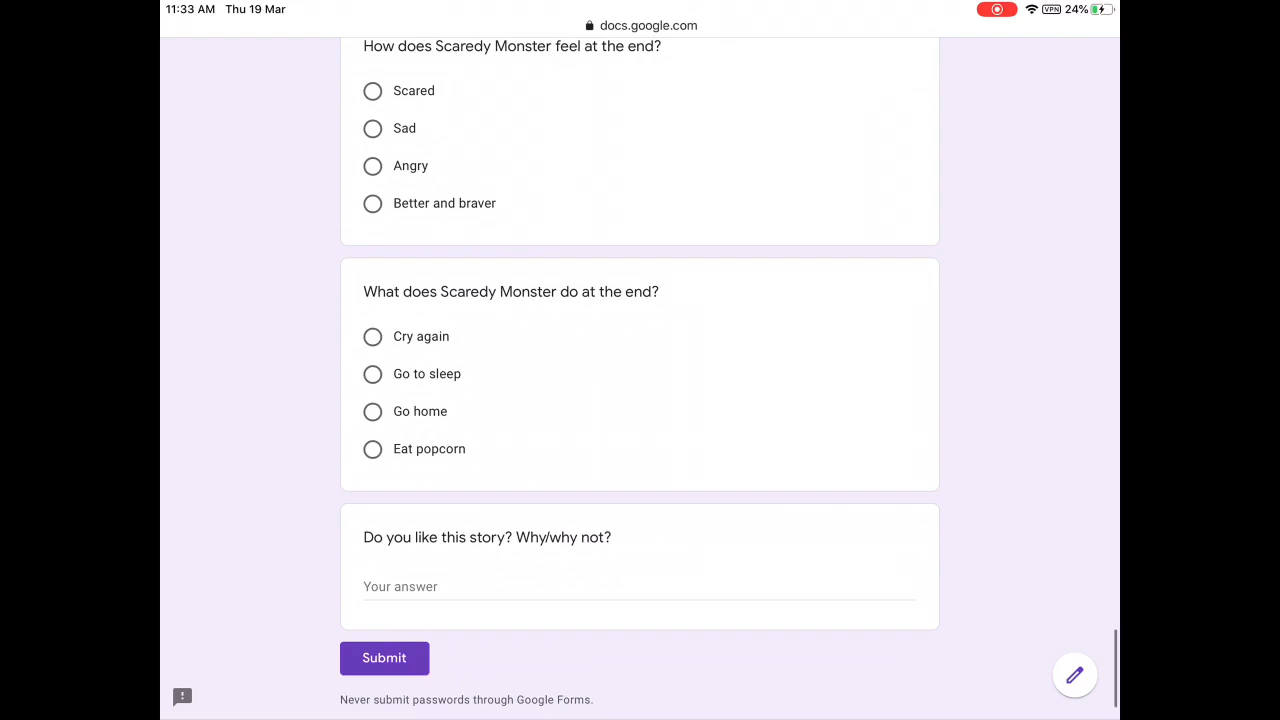 11:33 AM Thu 19 Mar
VPN 24%
docs.google.com
How does Scaredy Monster feel at the end?
Scared
Sad
Angry
Better and braver
What does Scaredy Monster do at the end?
Cry again
Go to sleep
Go home
Eat popcorn
Do you like this story? Why/why not?
Your answer
Submit
Never submit passwords through Google Forms.